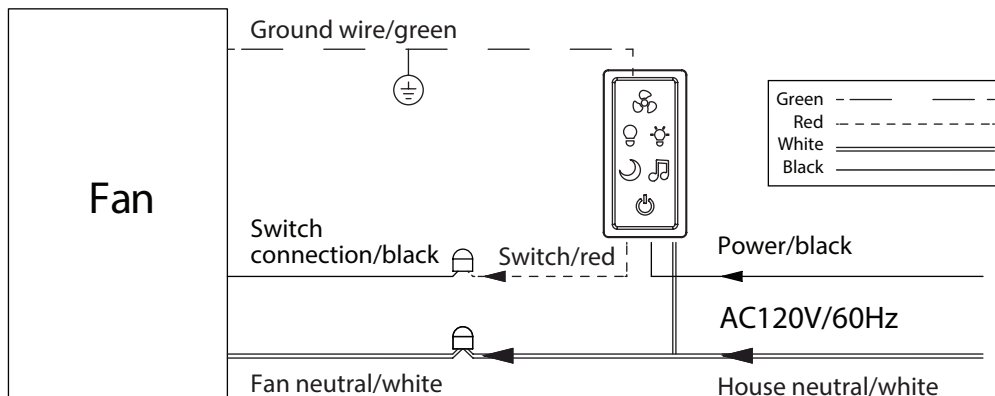 Ground wire/green
Green
Red
White
Black
Fan
Switch
connection/black
Switch/red
Power/black
AC120V/60Hz
Fan neutral/white
House neutral/white